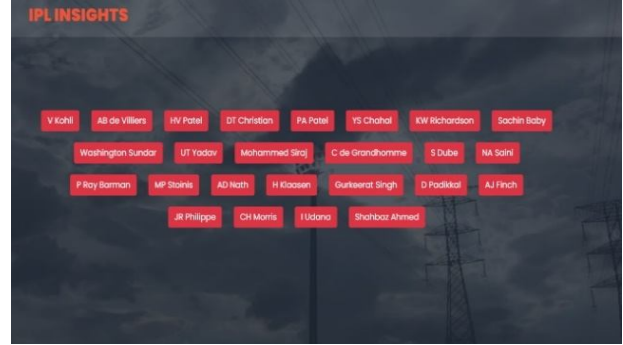 IPL INSIGHTS
V Kohli AB de Villiers HV Patel DT Christian PA Patel YS Chahal KW Richardson Sachin Baby
Washington Sundar UT Yadav Mohammed Siraj C de Grandhomme S Dube NA Saini
P Ray Barman MP Stoinis AD Nath H Klaasen Gurkeerat Singh D Padikkal AJ Finch
JR Philippe CH Morris I Udana Shahbaz Ahmed